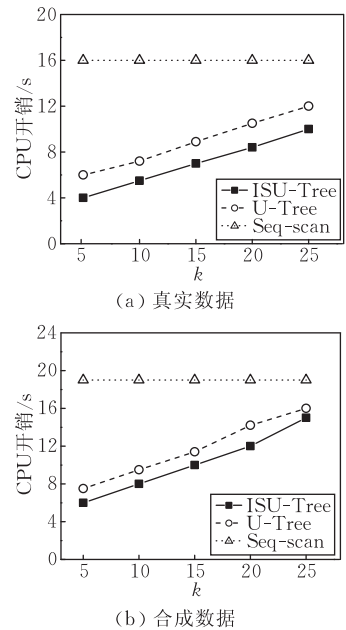 20
16
12
8
4
0
CPU开销/s
5 10 15 20 25
k
ISU-Tree
U-Tree
Seq-scan
(a) 真实数据
24
20
16
12
8
4
0
CPU开销/s
5 10 15 20 25
k
ISU-Tree
U-Tree
Seq-scan
(b) 合成数据